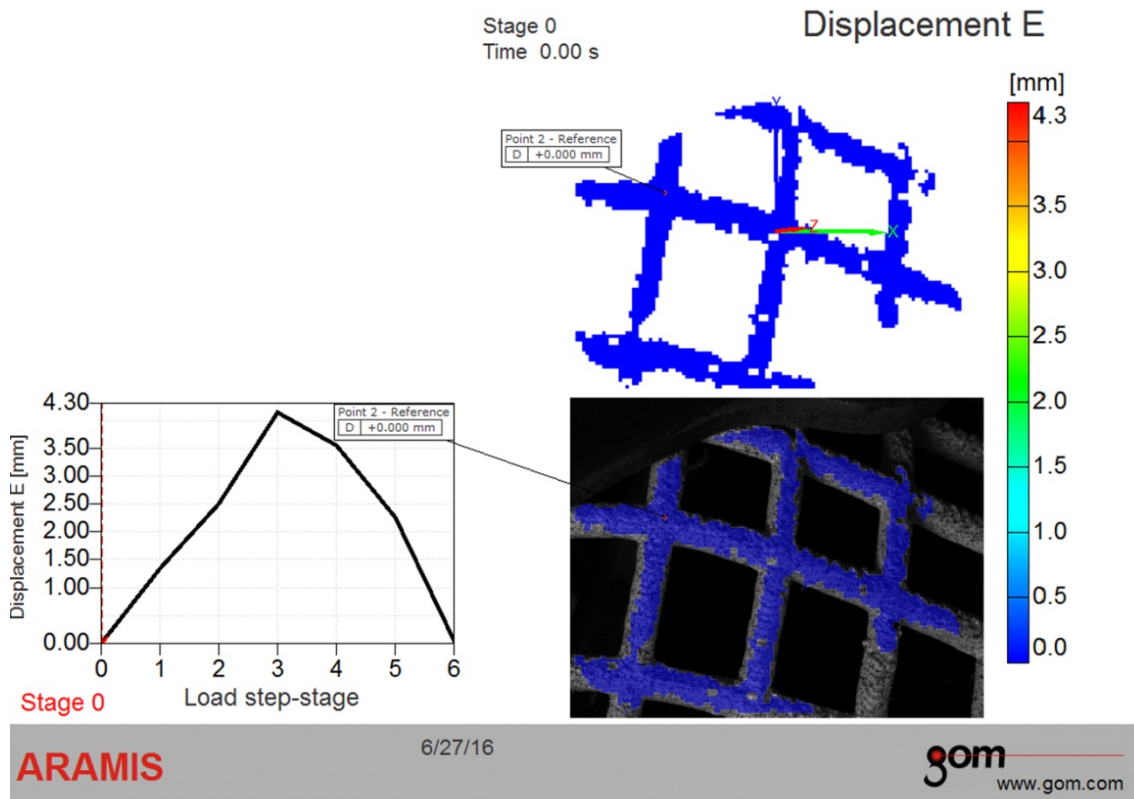 Stage 0
Time 0.00 s
Displacement E
[mm]
4.3
3.5
3.0
2.5
2.0
1.5
1.0
0.5
0.0
Y
Point 2 - Reference
D +0.000 mm
Z
X
4.30
3.50
3.00
2.50
2.00
1.50
1.00
0.00
Displacement E [mm]
Point 2 - Reference
D +0.000 mm
0 1 2 3 4 5 6
Stage 0
Load step-stage
ARAMIS
6/27/16
gom
www.gom.com